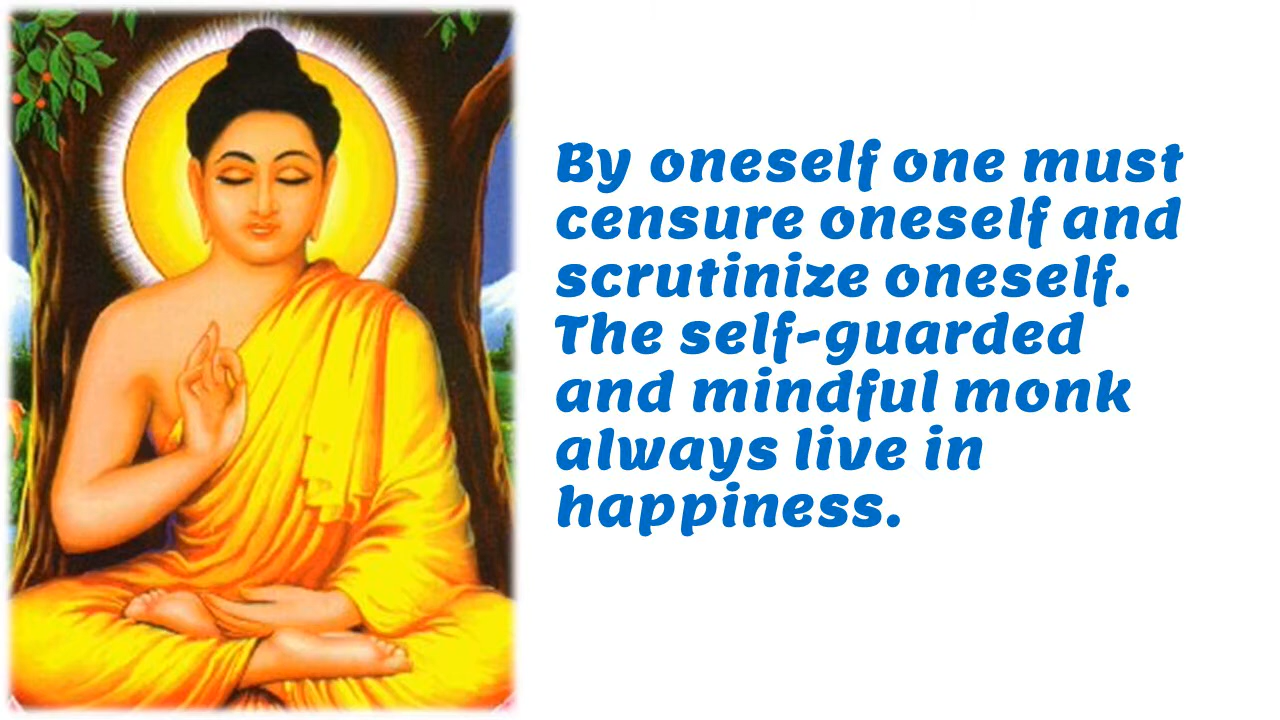 By oneself one must
censure oneself and
scrutinize oneself.
The self-guarded
and mindful monk
always live in
happiness.